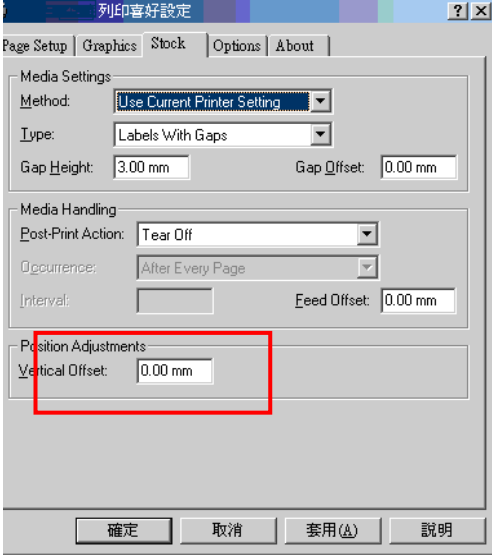 列印喜好設定
Page Setup Graphics Stock Options About
Media Settings
Method: Use Current Printer Setting
Type: Labels With Gaps
Gap Height: 3.00 mm Gap Offset: 0.00 mm
Media Handling
Post-Print Action: Tear Off
Occurrence: After Every Page
Interval: Feed Offset: 0.00 mm
Position Adjustments
Vertical Offset: 0.00 mm
確定 取消 套用(A) 說明